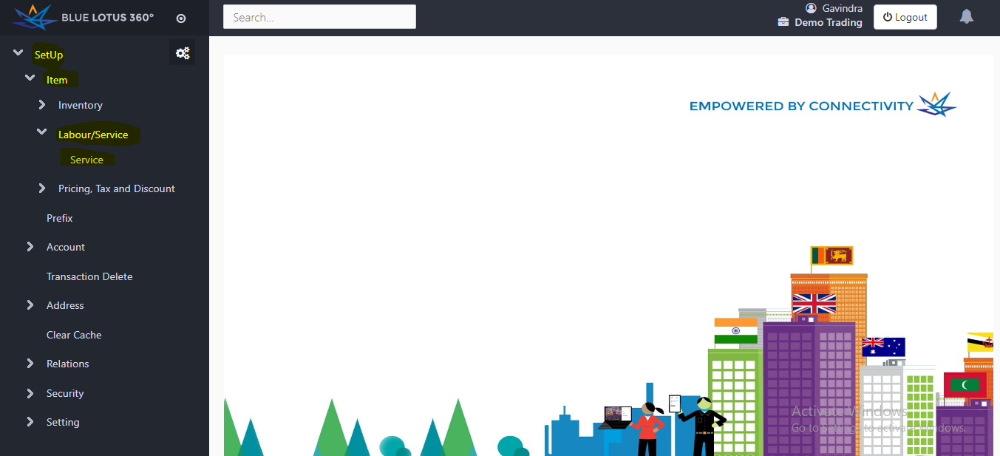 BLUE LOTUS 360°
Search...
Gavindra
Demo Trading
Logout
SetUp
Item
Inventory
Labour/Service
Service
Pricing, Tax and Discount
Prefix
Account
Transaction Delete
Address
Clear Cache
Relations
Security
Setting
EMPOWERED BY CONNECTIVITY
Activate Windows
Go to Settings to activate Windows.